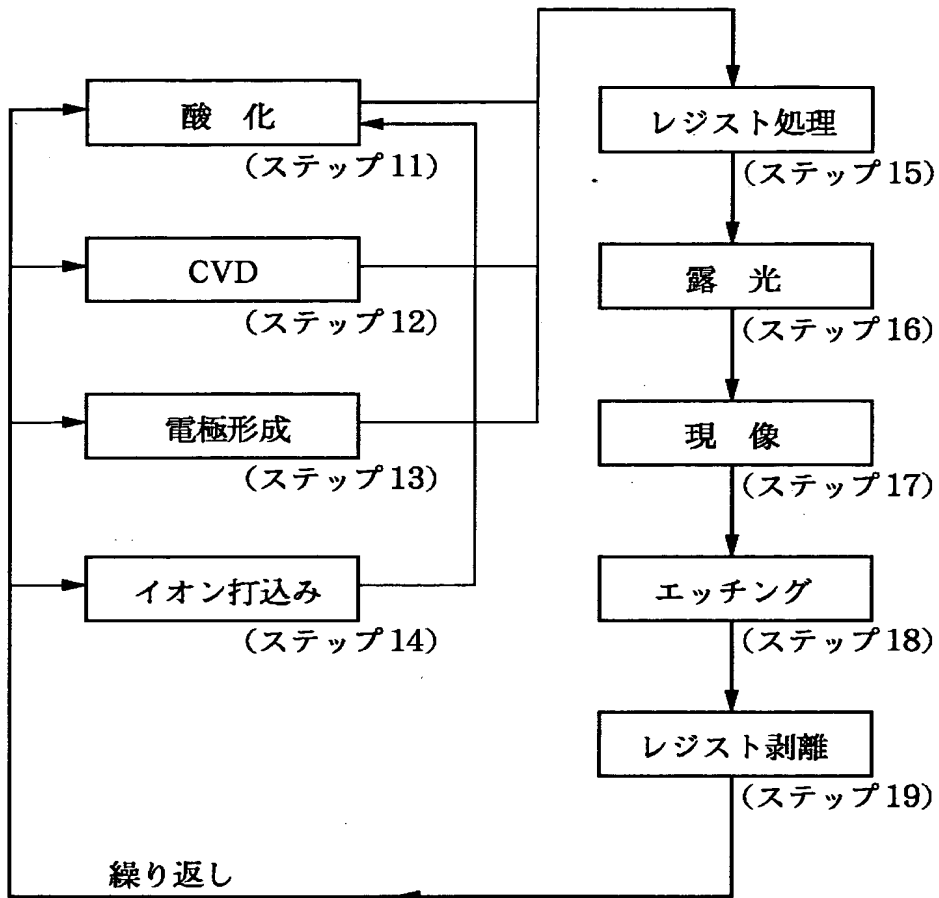 酸 化
(ステップ11)
CVD
(ステップ12)
電極形成
(ステップ13)
イオン打込み
(ステップ14)
レジスト処理
(ステップ15)
露 光
(ステップ16)
現 像
(ステップ17)
エッチング
(ステップ18)
レジスト剥離
(ステップ19)
繰り返し